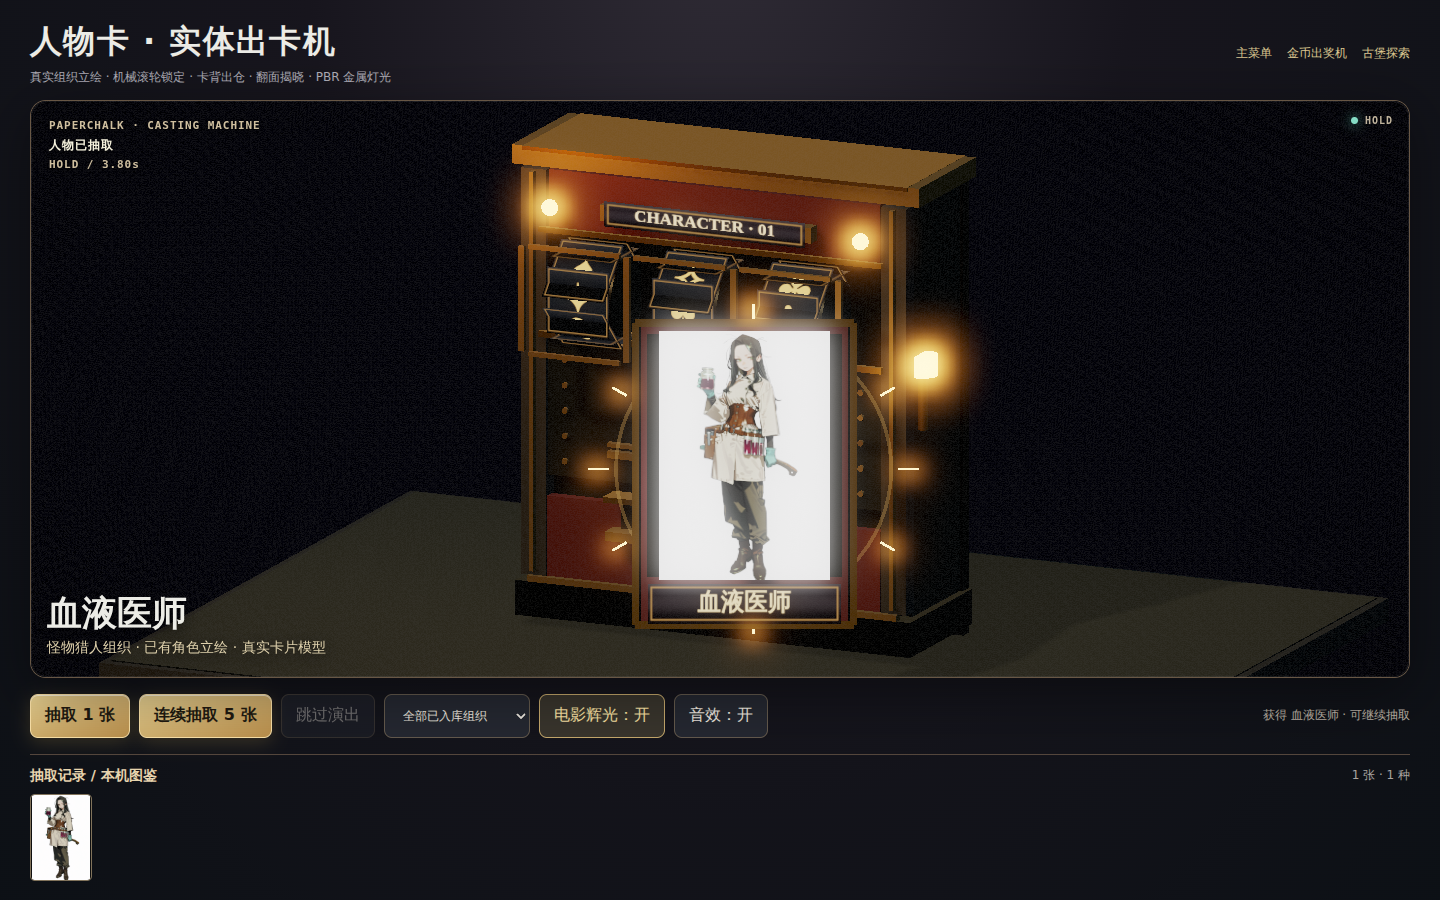 人物卡 · 实体出卡机
真实组织立绘 · 机械滚轮锁定 · 卡背出仓 · 翻面揭晓 · PBR 金属灯光
主菜单 金币出奖机 古堡探索
PAPERCHALK · CASTING MACHINE
人物已抽取
HOLD / 3.80s
HOLD
CHARACTER · 01
血液医师
血液医师
怪物猎人组织 · 已有角色立绘 · 真实卡片模型
抽取 1 张 连续抽取 5 张 跳过演出 全部已入库组织 电影辉光：开 音效：开
获得 血液医师 · 可继续抽取
抽取记录 / 本机图鉴
1 张 · 1 种